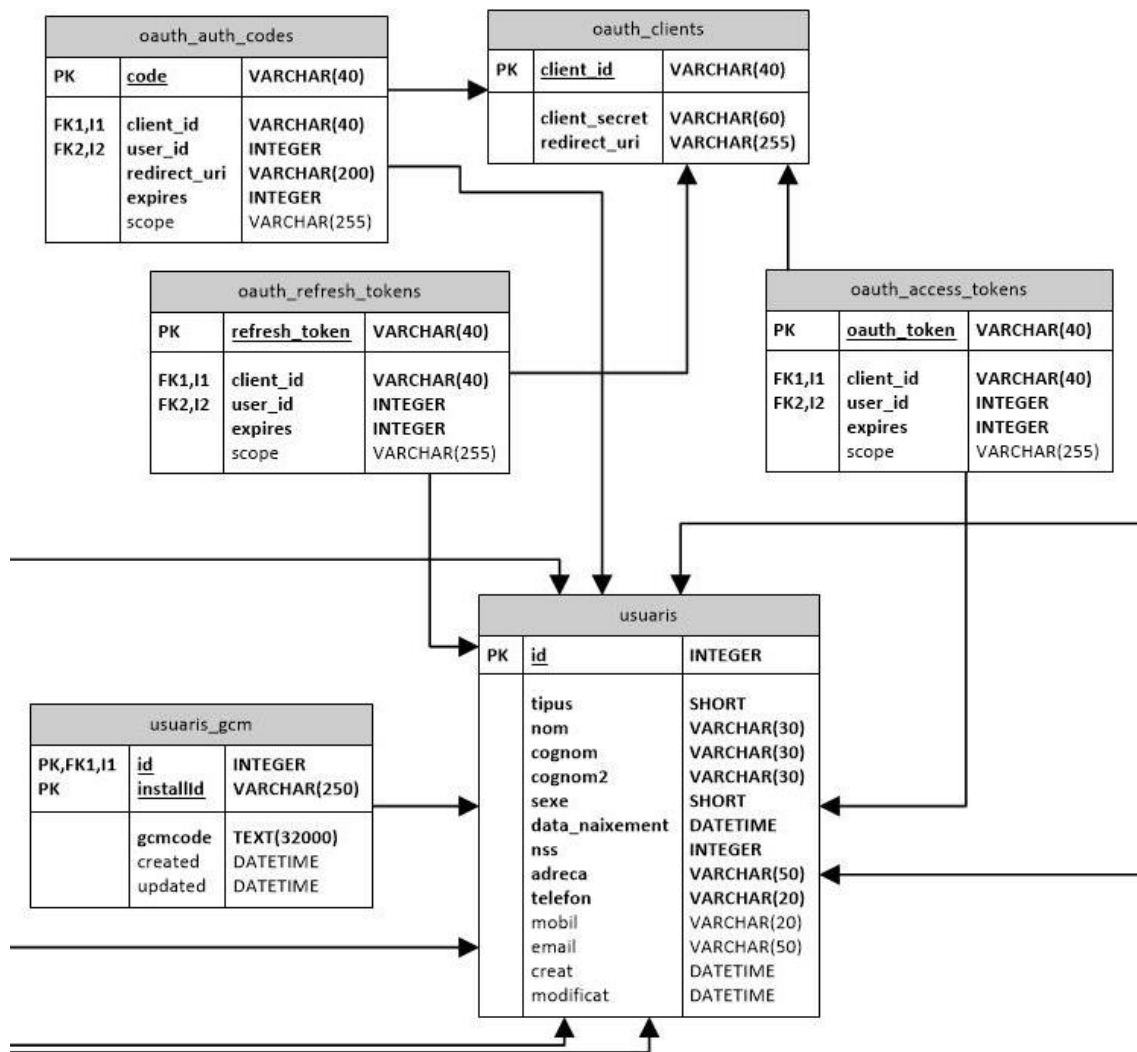 oauth_auth_codes
PK code VARCHAR(40)
FK1,I1 client_id VARCHAR(40)
FK2,I2 user_id INTEGER
redirect_uri VARCHAR(200)
expires INTEGER
scope VARCHAR(255)
oauth_clients
PK client_id VARCHAR(40)
client_secret VARCHAR(60)
redirect_uri VARCHAR(255)
oauth_refresh_tokens
PK refresh_token VARCHAR(40)
FK1,I1 client_id VARCHAR(40)
FK2,I2 user_id INTEGER
expires INTEGER
scope VARCHAR(255)
oauth_access_tokens
PK oauth_token VARCHAR(40)
FK1,I1 client_id VARCHAR(40)
FK2,I2 user_id INTEGER
expires INTEGER
scope VARCHAR(255)
usuaris
PK id INTEGER
tipus SHORT
nom VARCHAR(30)
cognom VARCHAR(30)
cognom2 VARCHAR(30)
sexe SHORT
data_naixement DATETIME
nss INTEGER
adreca VARCHAR(50)
telefon VARCHAR(20)
mobil VARCHAR(20)
email VARCHAR(50)
creat DATETIME
modificat DATETIME
usuaris_gcm
PK,FK1,I1 id INTEGER
PK installId VARCHAR(250)
gcmcode TEXT(32000)
created DATETIME
updated DATETIME